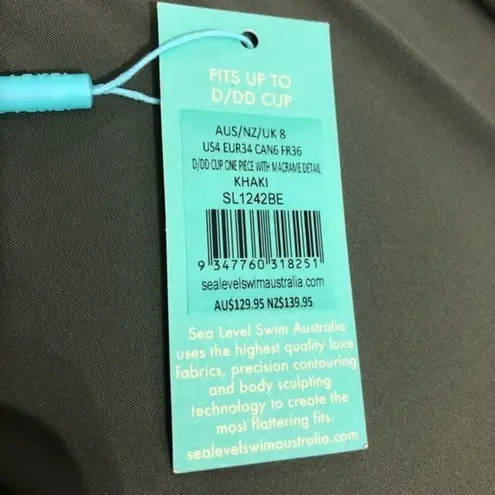 FITS UP TO
D/DD CUP
AUS/NZ/UK 8
US4 EUR34 CAN6 FR36
D/DD CUP ONE PIECE WITH MACRAME DETAIL
KHAKI
SL1242BE
9 347760 318251
sealevelswimaustralia.com
AU$129.95 NZ$139.95
Sea Level Swim Australia
uses the highest quality luxe
fabrics, precision contouring
and body sculpting
technology to create the
most flattering fits.
sealevelswimaustralia.com